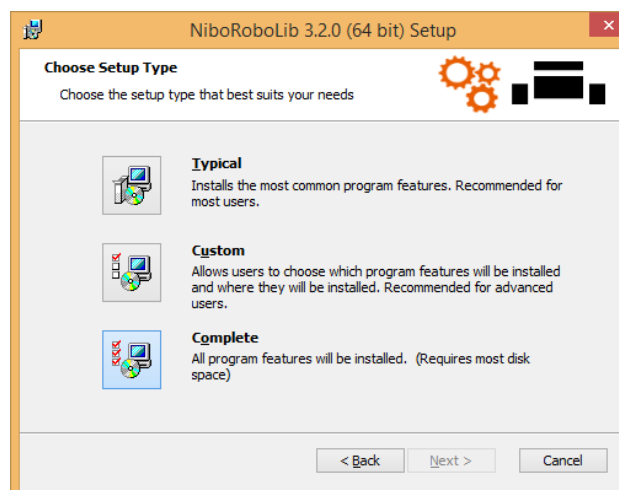 NiboRoboLib 3.2.0 (64 bit) Setup
Choose Setup Type
Choose the setup type that best suits your needs
Typical
Installs the most common program features. Recommended for
most users.
Custom
Allows users to choose which program features will be installed
and where they will be installed. Recommended for advanced
users.
Complete
All program features will be installed. (Requires most disk
space)
< Back Next > Cancel